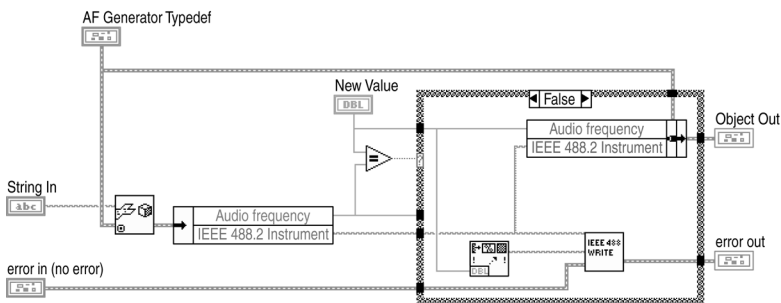 AF Generator Typedef
New Value
DBL
False
Object Out
Audio frequency
IEEE 488.2 Instrument
=
?
String In
abc
Audio frequency
IEEE 488.2 Instrument
error out
IEEE 488
WRITE
DBL
error in (no error)